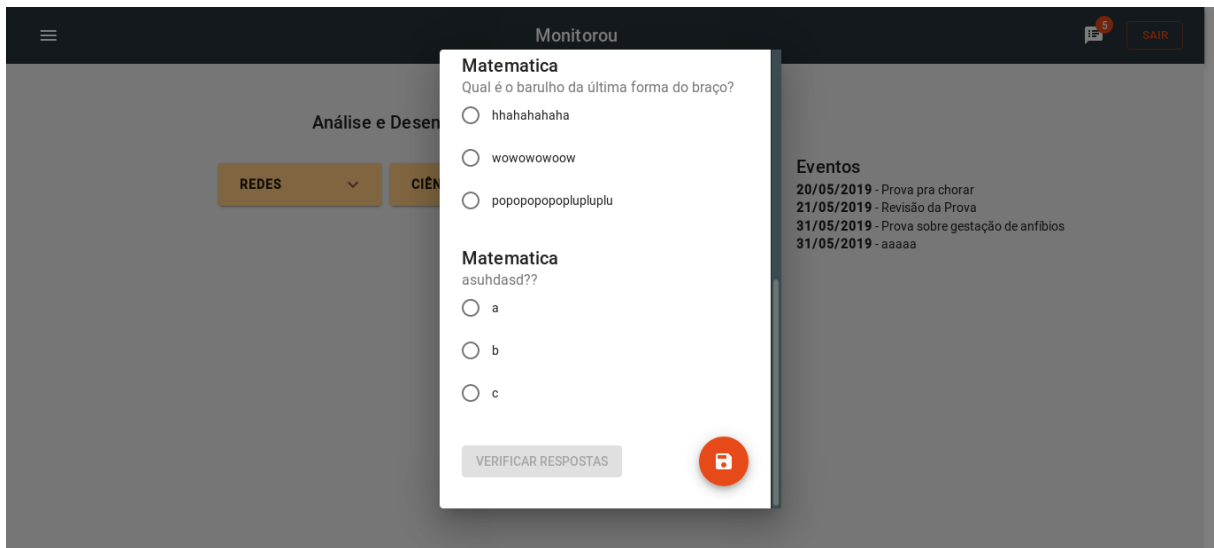 Monitorou
5
SAIR
Análise e Desen
REDES
CIÊN
Matematica
Qual é o barulho da última forma do braço?
hhahahahaha
wowowowoow
popopopopoplupluplu
Matematica
asuhdasd??
a
b
c
VERIFICAR RESPOSTAS
Eventos
20/05/2019 - Prova pra chorar
21/05/2019 - Revisão da Prova
31/05/2019 - Prova sobre gestação de anfíbios
31/05/2019 - aaaaa